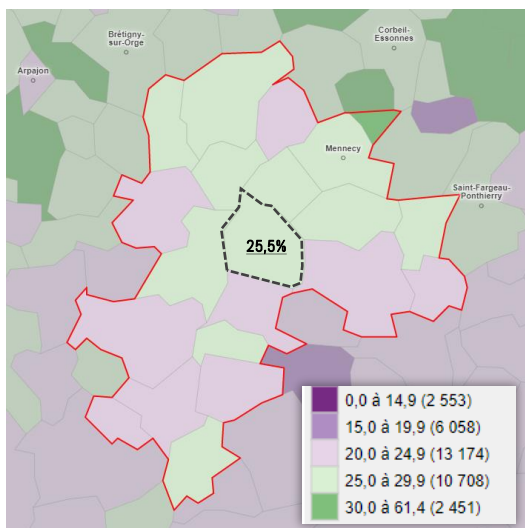 Brétigny-
sur-Orge
Corbeil-
Essonnes
Arpajon
Mennecy
Saint-Fargeau-
Ponthierry
25,5%
0,0 à 14,9 (2 553)
15,0 à 19,9 (6 058)
20,0 à 24,9 (13 174)
25,0 à 29,9 (10 708)
30,0 à 61,4 (2 451)